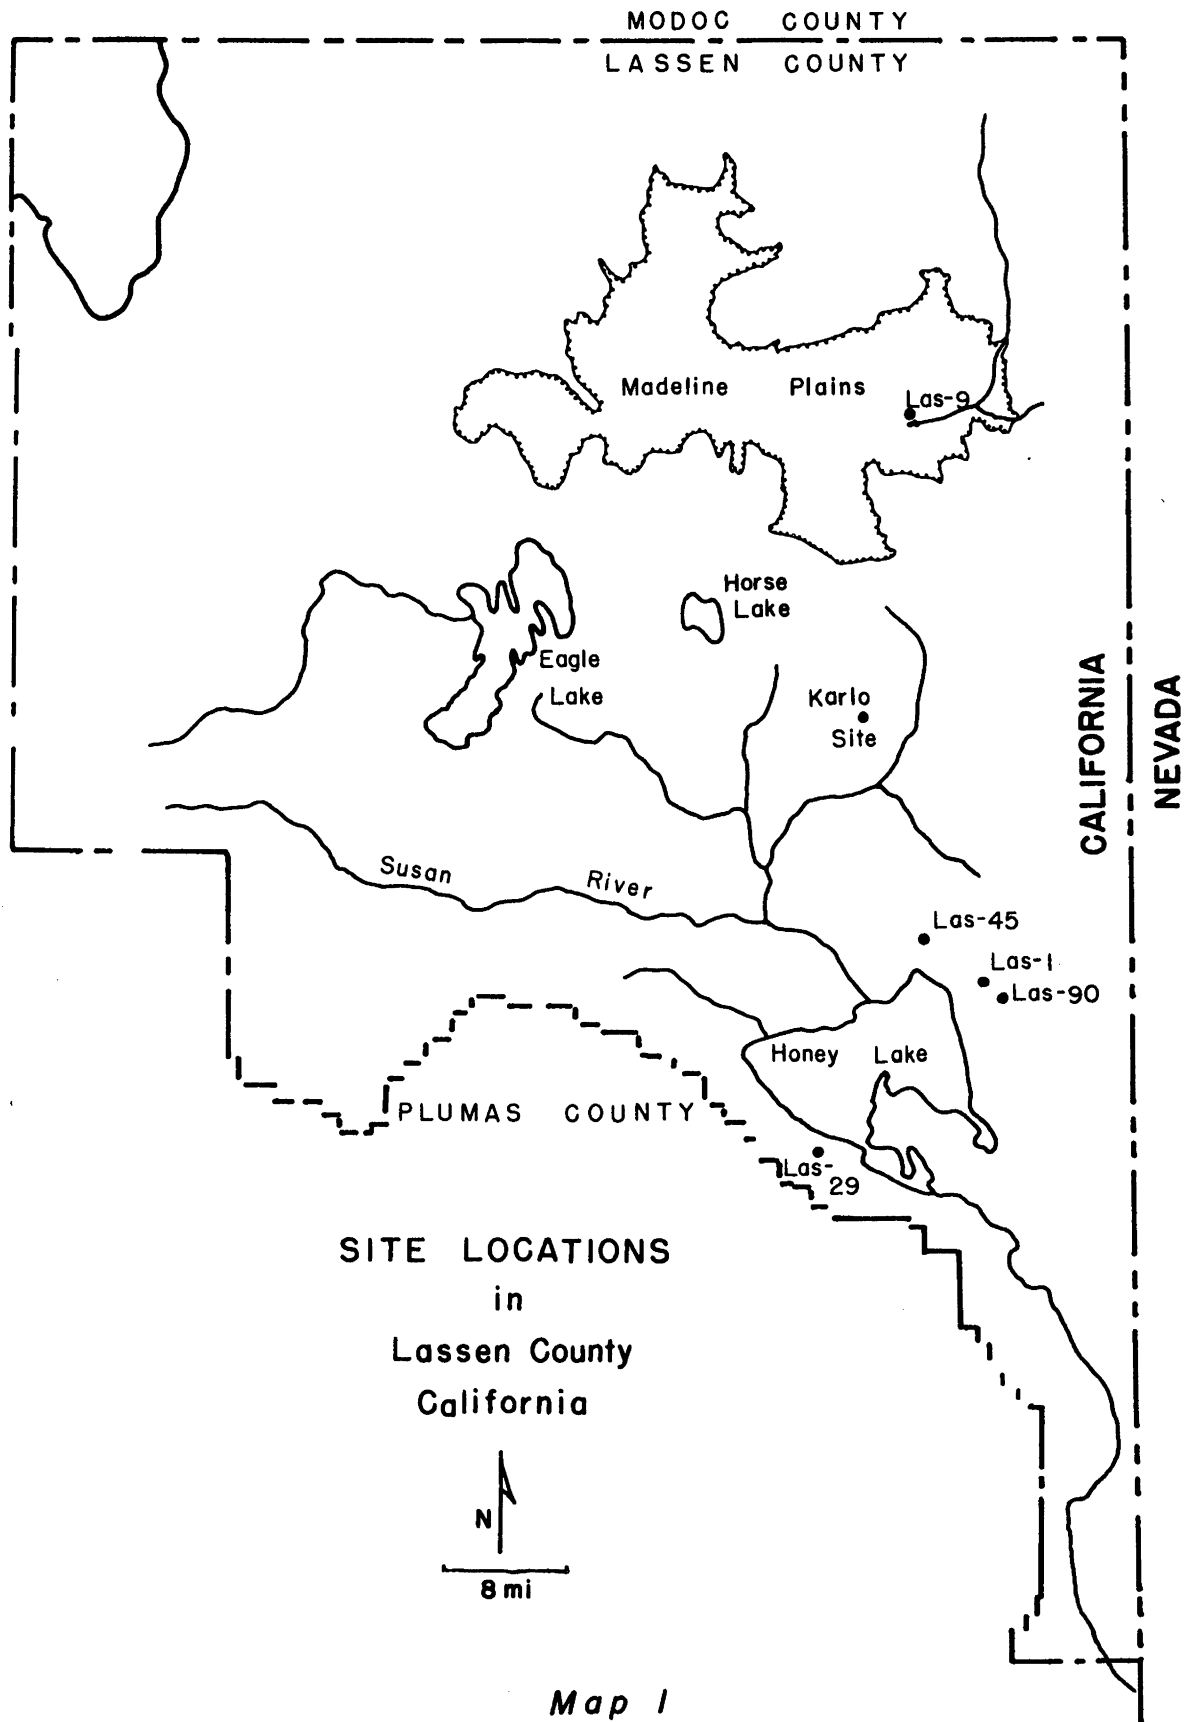 MODOC COUNTY
LASSEN COUNTY
Madeline Plains
Las-9
Horse
Lake
Eagle
Lake
Karlo
Site
CALIFORNIA
NEVADA
Susan River
Las-45
Las-1
Las-90
Honey Lake
PLUMAS COUNTY
Las-
29
SITE LOCATIONS
in
Lassen County
California
N
8 mi
Map 1